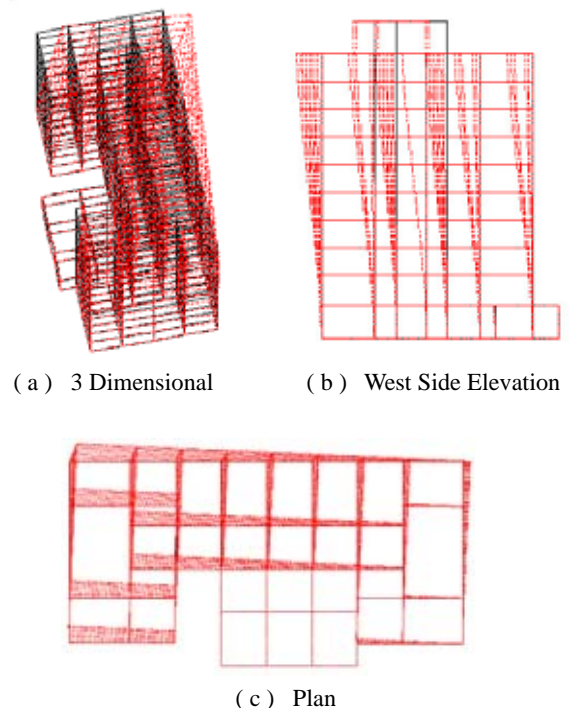 ( a ) 3 Dimensional
( b ) West Side Elevation
( c ) Plan